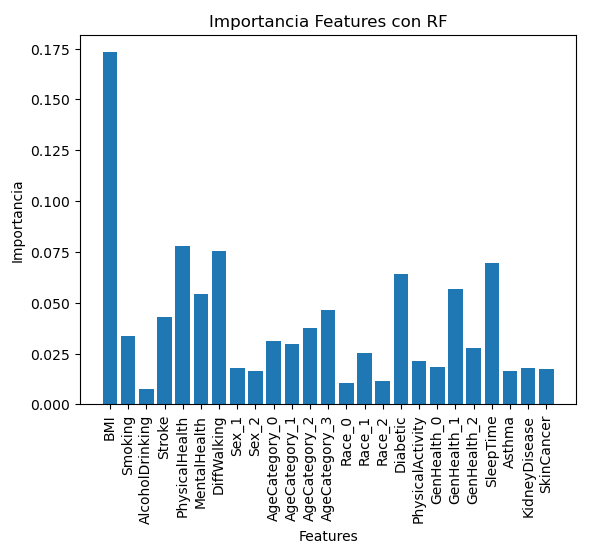 Importancia Features con RF
Importancia
0.175
0.150
0.125
0.100
0.075
0.050
0.025
0.000
BMI
Smoking
AlcoholDrinking
Stroke
PhysicalHealth
MentalHealth
DiffWalking
Sex_1
Sex_2
AgeCategory_0
AgeCategory_1
AgeCategory_2
AgeCategory_3
Race_0
Race_1
Race_2
Diabetic
PhysicalActivity
GenHealth_0
GenHealth_1
GenHealth_2
SleepTime
Asthma
KidneyDisease
SkinCancer
Features